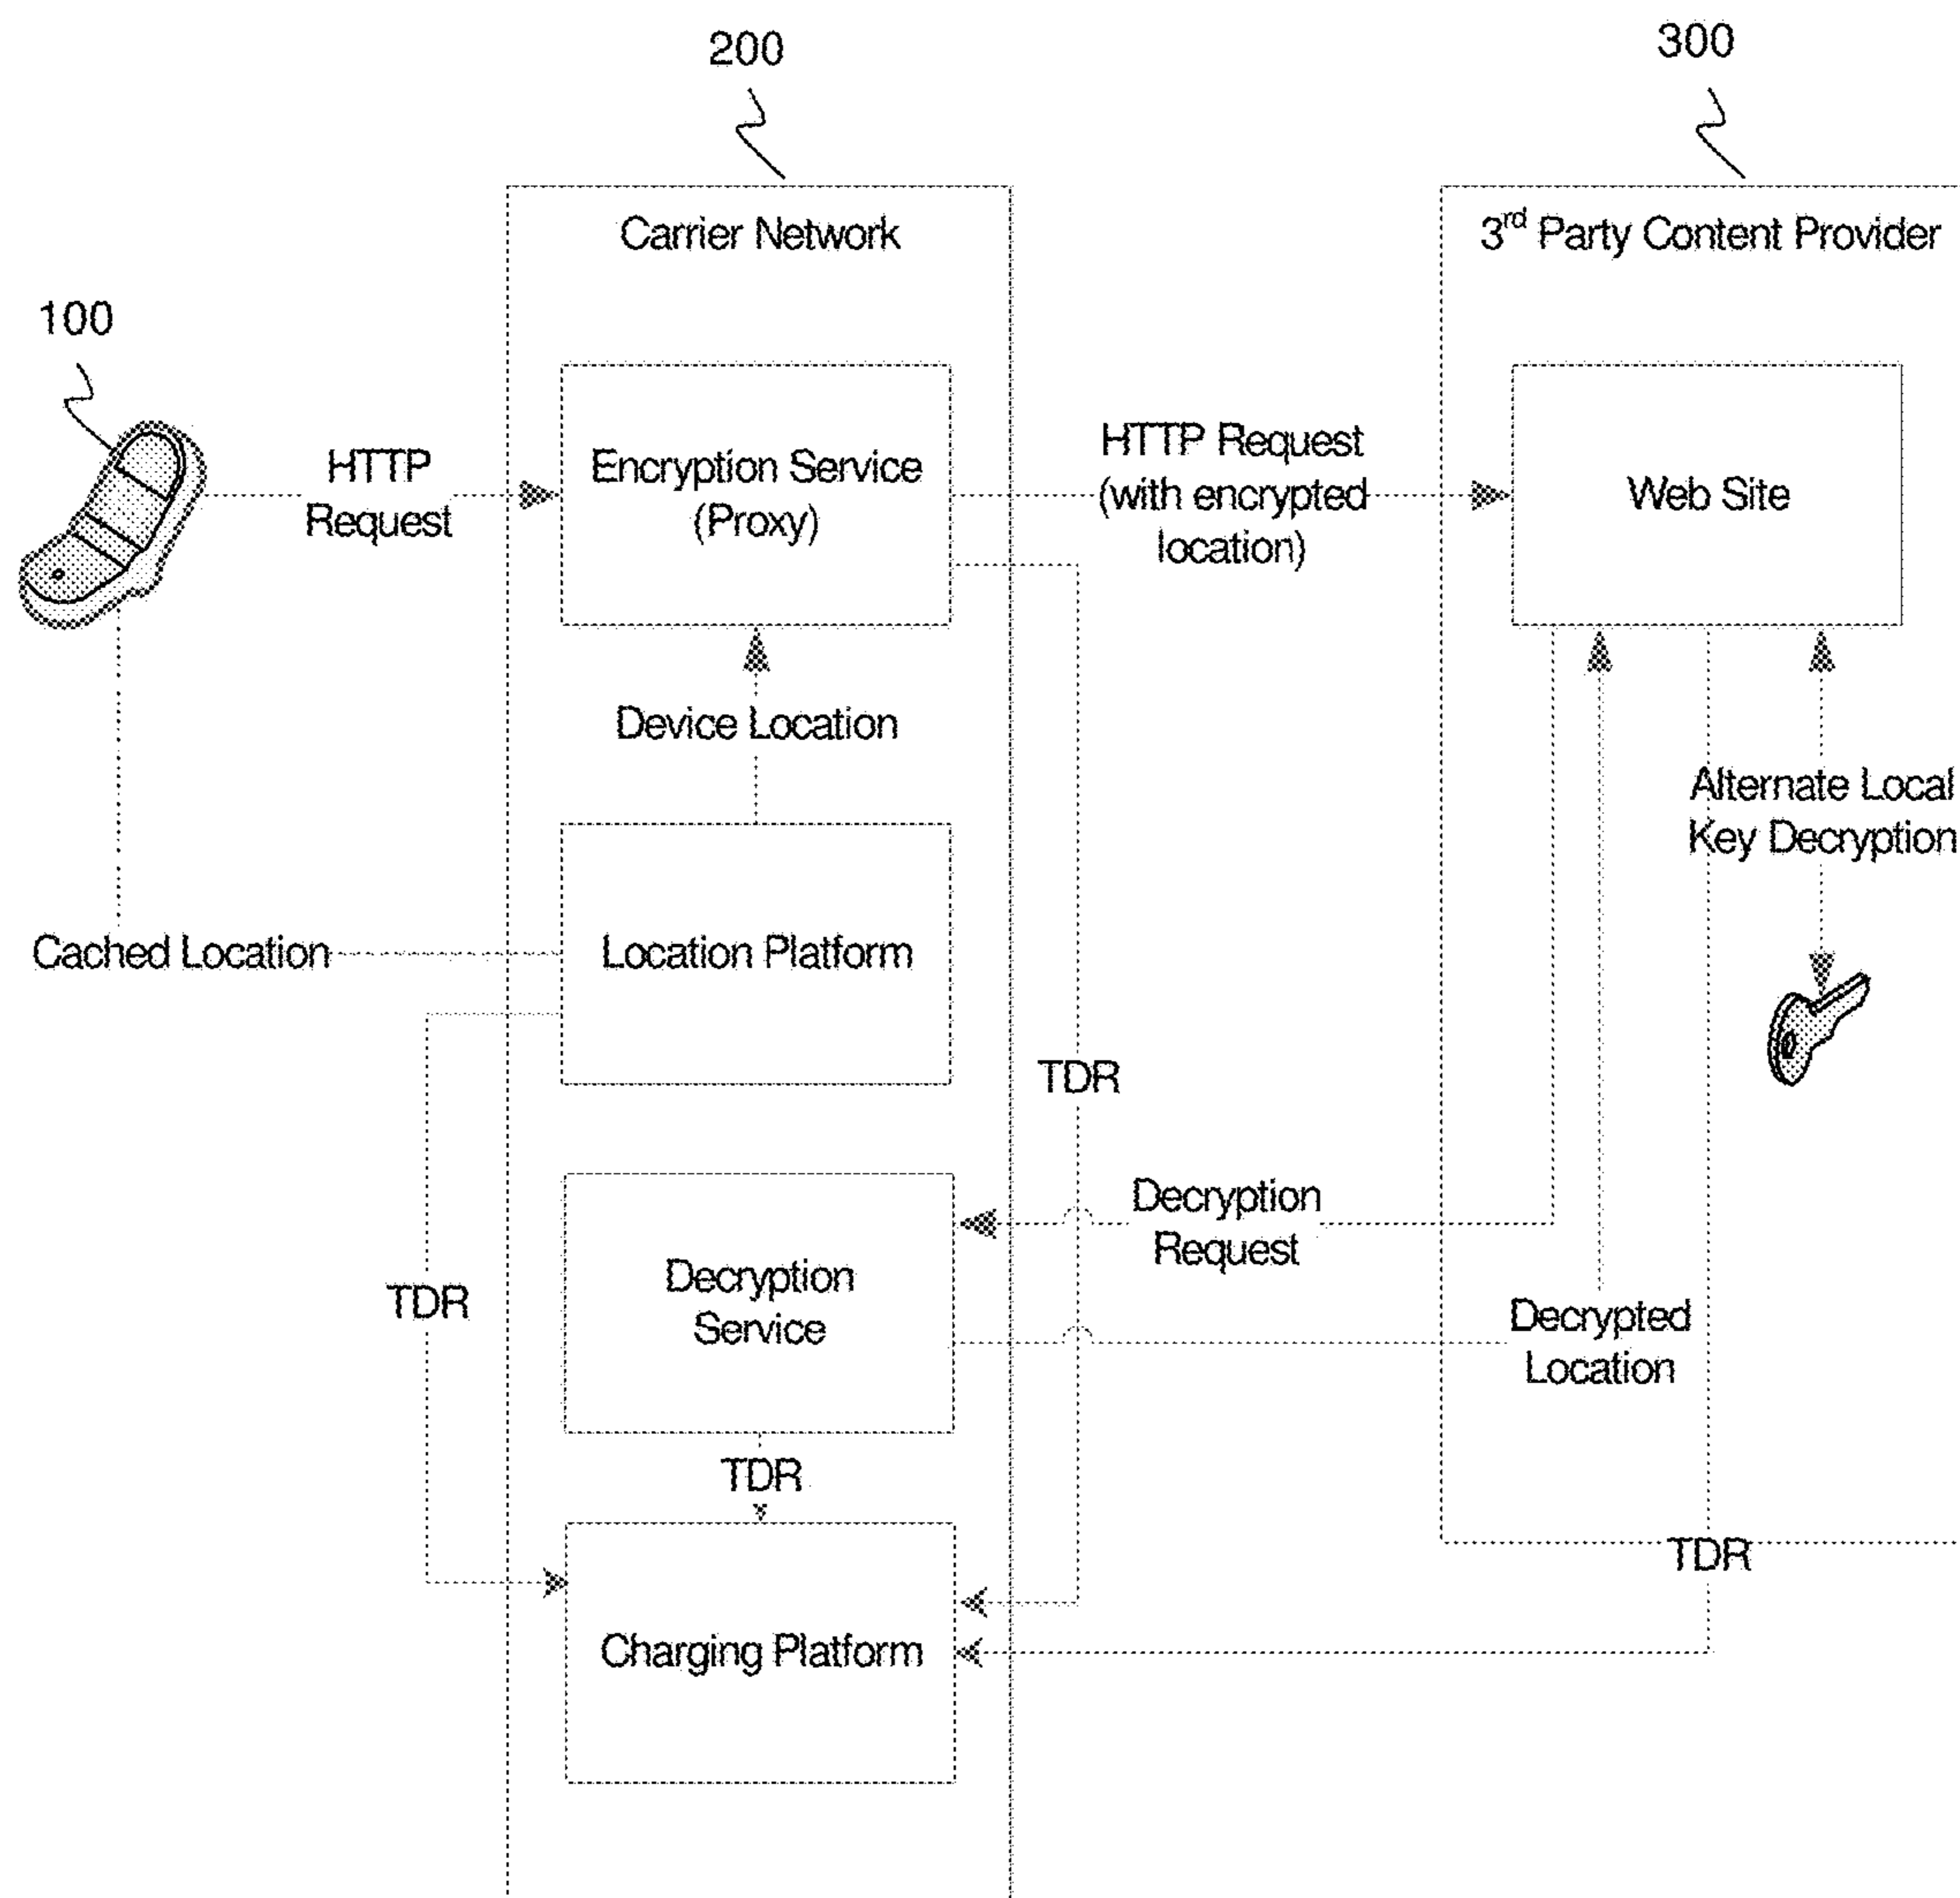 200
300
Carrier Network
3rd Party Content Provider
100
HTTP
Request
Encryption Service
(Proxy)
HTTP Request
(with encrypted
location)
Web Site
Device Location
Alternate Local
Key Decryption
Cached Location
Location Platform
TDR
Decryption
Request
Decryption
Service
TDR
Decrypted
Location
TDR
TDR
Charging Platform